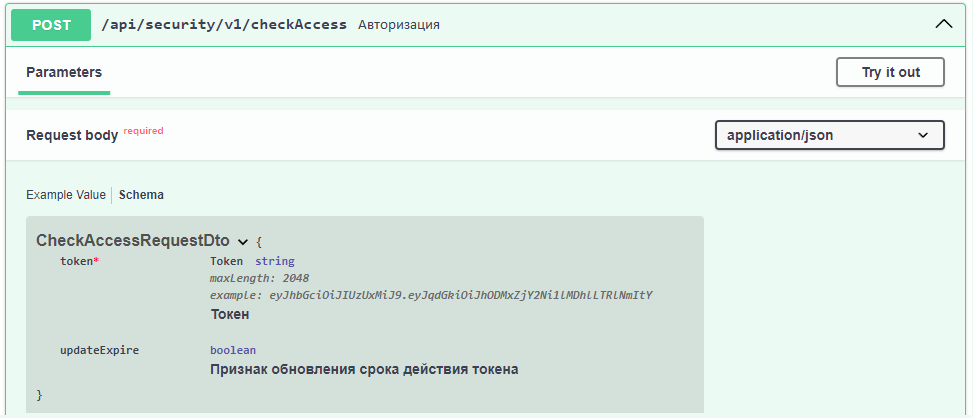 POST /api/security/v1/checkAccess Авторизация
Parameters Try it out
Request body required application/json
Example Value Schema
CheckAccessRequestDto {
token* Token string
maxLength: 2048
example: eyJhbGciOiJIUzUxMiJ9.eyJqdGkiOiJhODMxZjY2Ni1lMDhlLTRlNmItY
Токен
updateExpire boolean
Признак обновления срока действия токена
}